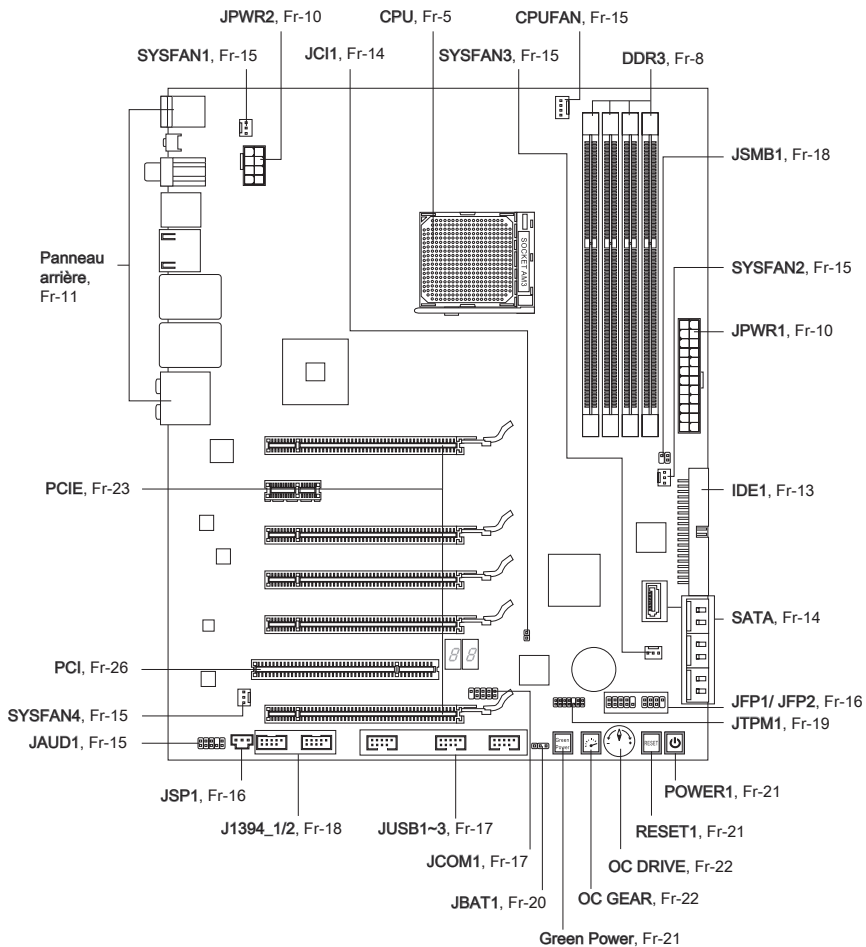 JPWR2, Fr-10
CPU, Fr-5
CPUFAN, Fr-15
SYSFAN1, Fr-15
JCI1, Fr-14
SYSFAN3, Fr-15
DDR3, Fr-8
JSMB1, Fr-18
SOCKET AM3
Panneau
arrière,
Fr-11
SYSFAN2, Fr-15
JPWR1, Fr-10
PCIE, Fr-23
IDE1, Fr-13
SATA, Fr-14
PCI, Fr-26
8 8
JFP1/ JFP2, Fr-16
SYSFAN4, Fr-15
JTPM1, Fr-19
JAUD1, Fr-15
Green
Power
RESET
JSP1, Fr-16
POWER1, Fr-21
J1394_1/2, Fr-18
JUSB1~3, Fr-17
RESET1, Fr-21
JCOM1, Fr-17
OC DRIVE, Fr-22
JBAT1, Fr-20
OC GEAR, Fr-22
Green Power, Fr-21